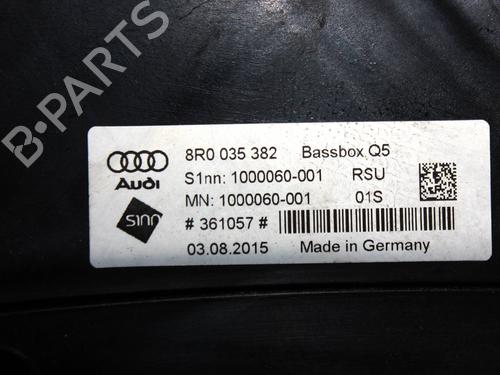 B-PARTS
8R0 035 382 Bassbox Q5
Audi
S1nn: 1000060-001 RSU
MN: 1000060-001 01S
s1nn
# 361057 #
03.08.2015 Made in Germany